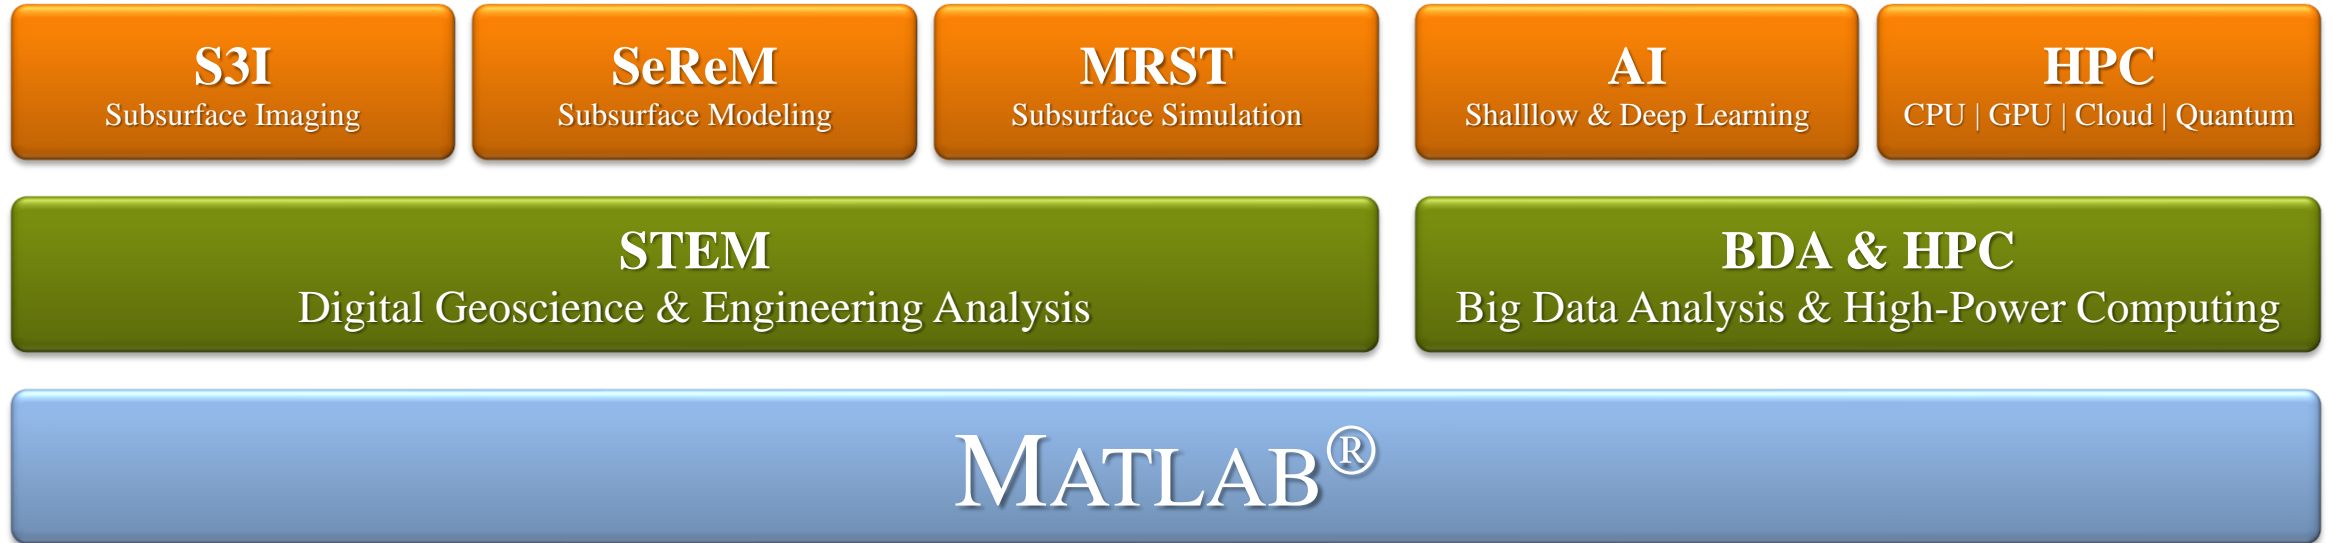 S3I
Subsurface Imaging
SeReM
Subsurface Modeling
MRST
Subsurface Simulation
AI
Shalllow & Deep Learning
HPC
CPU | GPU | Cloud | Quantum
STEM
Digital Geoscience & Engineering Analysis
BDA & HPC
Big Data Analysis & High-Power Computing
MATLAB®